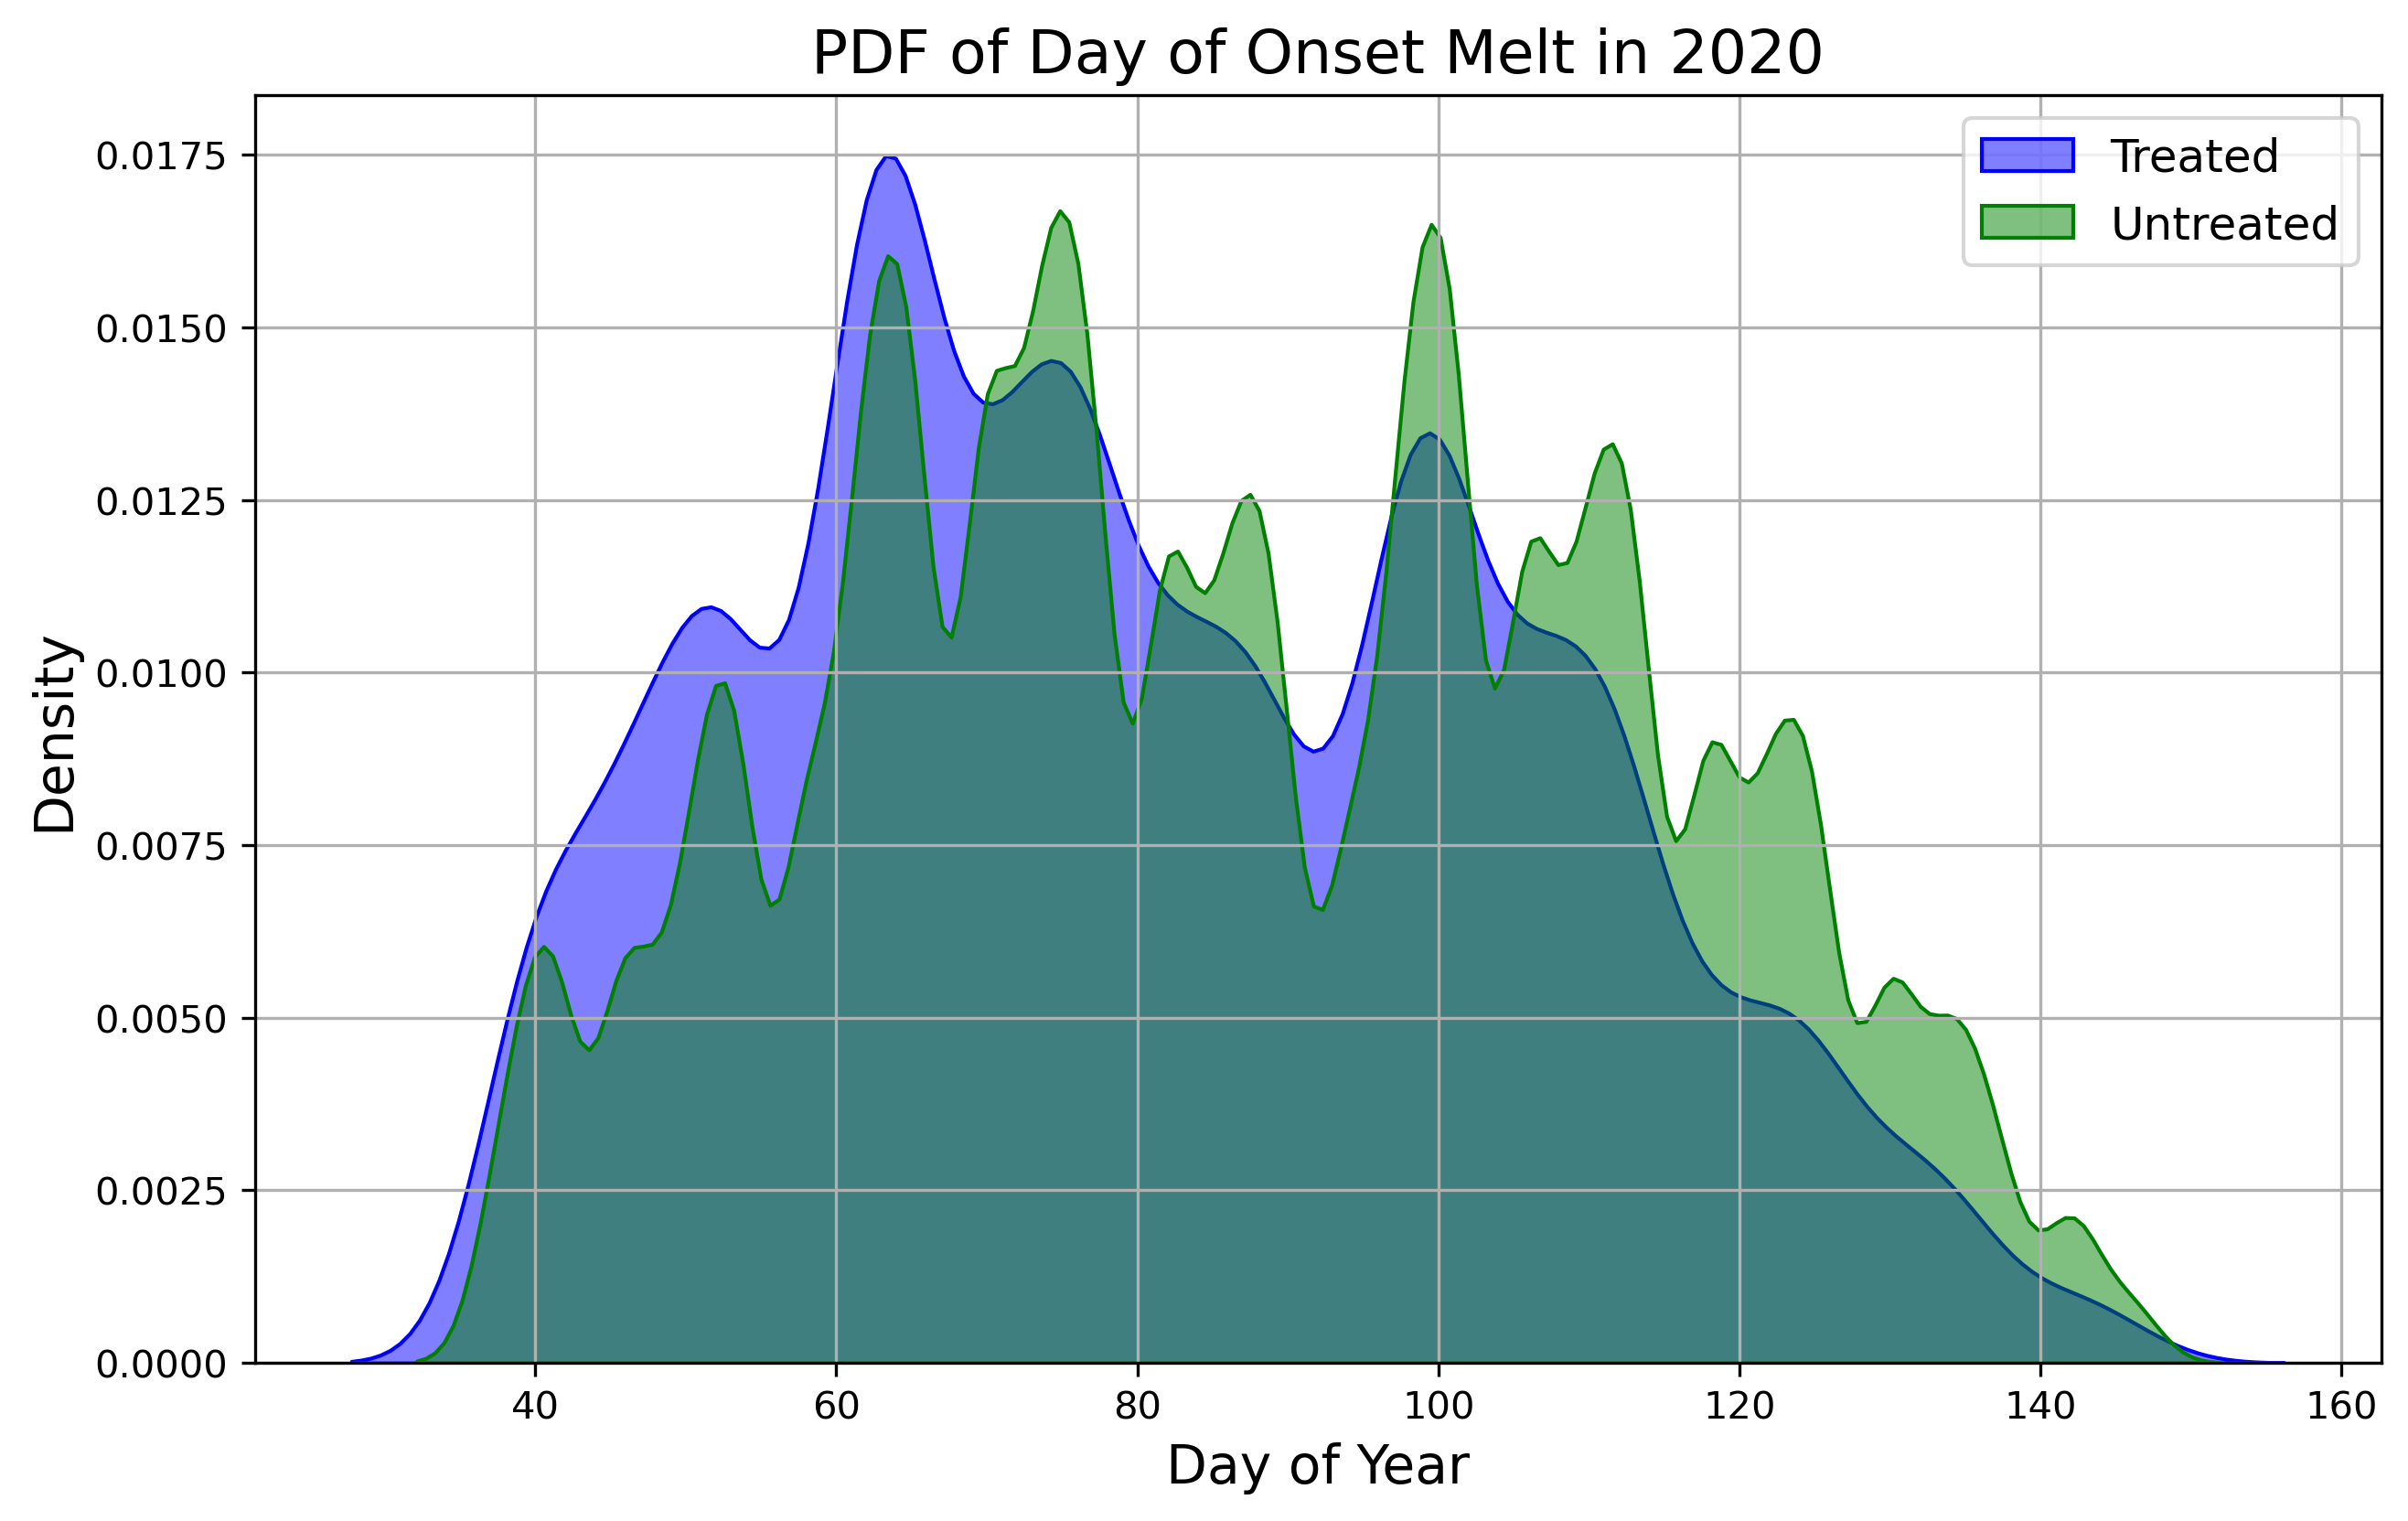 PDF of Day of Onset Melt in 2020
Treated
Untreated
Density
0.0175
0.0150
0.0125
0.0100
0.0075
0.0050
0.0025
0.0000
40 60 80 100 120 140 160
Day of Year